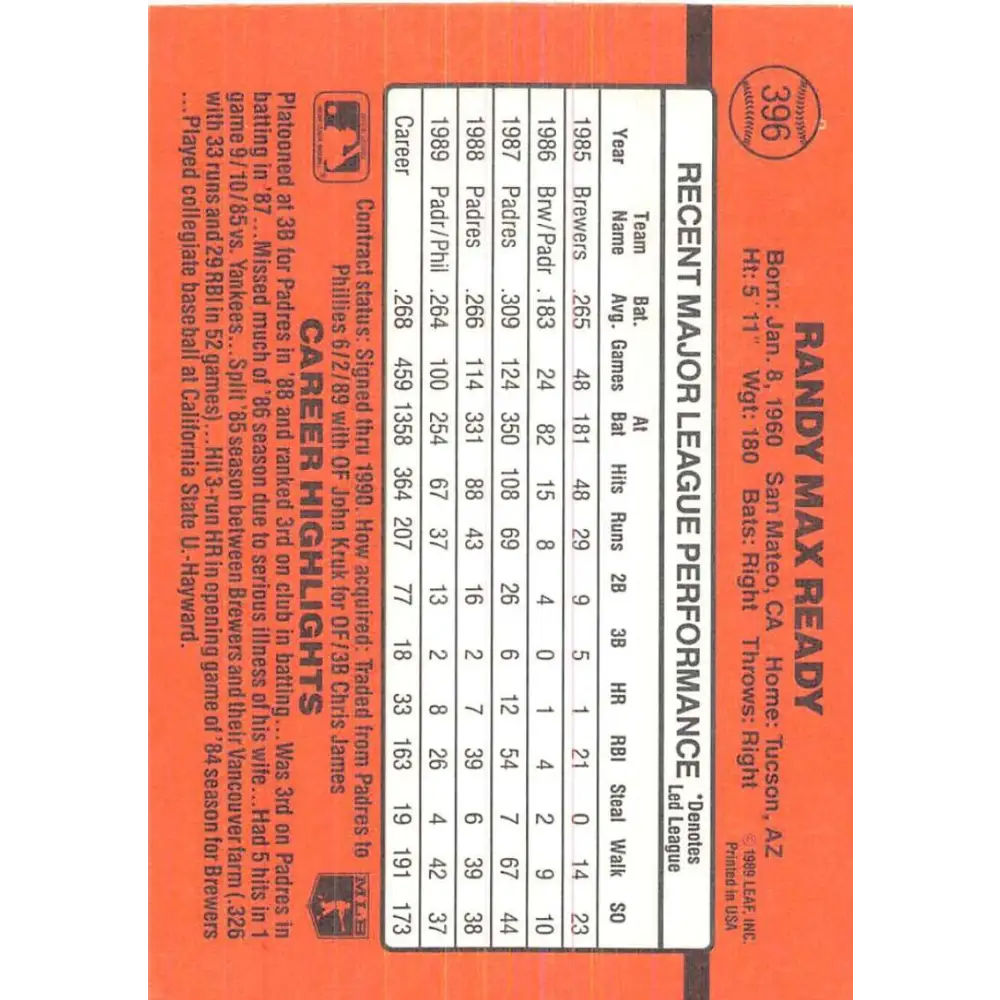 396
RANDY MAX READY
Born: Jan. 8, 1960 San Mateo, CA Home: Tucson, AZ
Ht: 5' 11" Wgt: 180 Bats: Right Throws: Right
© 1989 LEAF, INC.
Printed in USA
RECENT MAJOR LEAGUE PERFORMANCE
*Denotes
Led League
Year Team Name Bat. Avg. Games At Bat Hits Runs 2B 3B HR RBI Steal Walk SO
1985 Brewers .265 48 181 48 29 9 5 1 21 0 14 23
1986 Brw/Padr .183 24 82 15 8 4 0 1 4 2 9 10
1987 Padres .309 124 350 108 69 26 6 12 54 7 67 44
1988 Padres .266 114 331 88 43 16 2 7 39 6 39 38
1989 Padr/Phil .264 100 254 67 37 13 2 8 26 4 42 37
Career .268 459 1358 364 207 77 18 33 163 19 191 173
Contract status: Signed thru 1990. How acquired: Traded from Padres to
Phillies 6/2/89 with OF John Kruk for OF/3B Chris James
MLB
CAREER HIGHLIGHTS
Platooned at 3B for Padres in '88 and ranked 3rd on club in batting...Was 3rd on Padres in
batting in '87...Missed much of '86 season due to serious illness of his wife...Had 5 hits in 1
game 9/10/85 vs. Yankees...Split '85 season between Brewers and their Vancouver farm (.326
with 33 runs and 29 RBI in 52 games)...Hit 3-run HR in opening game of '84 season for Brewers
...Played collegiate baseball at California State U.-Hayward.